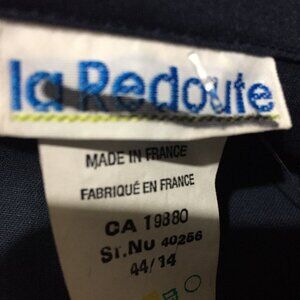 la Redoute
MADE IN FRANCE
FABRIQUÉ EN FRANCE
CA 19880
St.Nu 40256
44/14